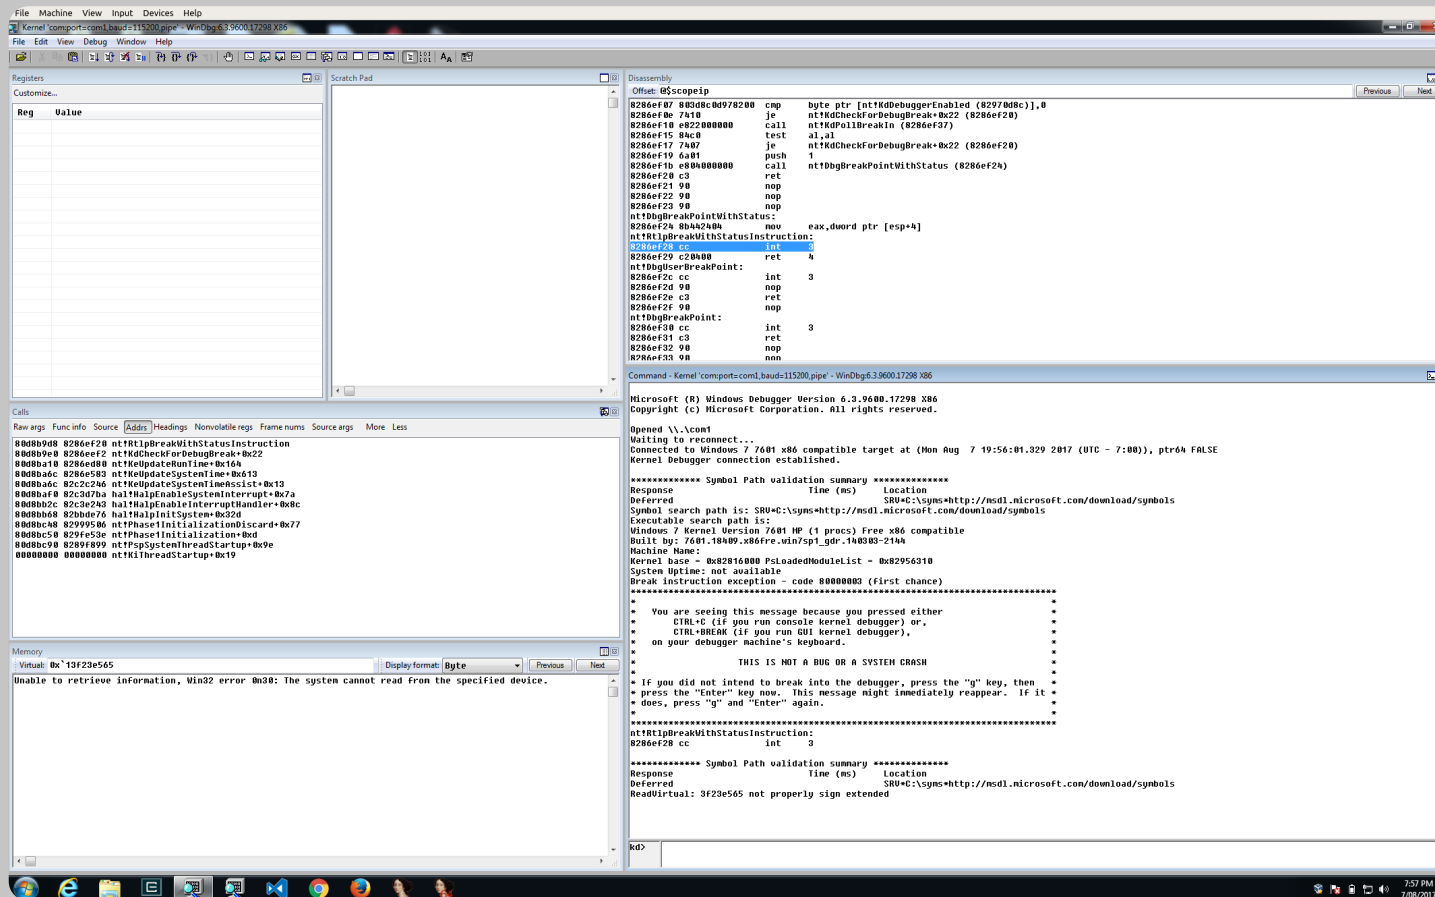 File Machine View Input Devices Help
Kernel 'com:port=com1,baud=115200,pipe' - WinDbg:6.3.9600.17298 X86
File Edit View Debug Window Help
Registers
Customize...
Reg Value
Scratch Pad
Calls
Raw args Func info Source Addrs Headings Nonvolatile regs Frame nums Source args More Less
80d8b9d8 8286ef20 nt!RtlpBreakWithStatusInstruction
80d8b9e0 8286eef2 nt!KdCheckForDebugBreak+0x22
80d8ba10 8286ed80 nt!KeUpdateRunTime+0x164
80d8ba6c 8286e583 nt!KeUpdateSystemTime+0x613
80d8ba6c 82c2c246 nt!KeUpdateSystemTimeAssist+0x13
80d8baf0 82c3d7ba hal!HalpEnableSystemInterrupt+0x7a
80d8bb2c 82c3e243 hal!HalpEnableInterruptHandler+0x8c
80d8bb68 82bbde76 hal!HalpInitSystem+0x32d
80d8bc48 82999506 nt!Phase1InitializationDiscard+0x77
80d8bc50 829fe53e nt!Phase1Initialization+0xd
80d8bc90 8289f899 nt!PspSystemThreadStartup+0x9e
00000000 00000000 nt!KiThreadStartup+0x19
Memory
Virtual: 0x`13f23e565 Display format: Byte Previous Next
Unable to retrieve information, Win32 error 0n30: The system cannot read from the specified device.
Disassembly
Offset: @$scopeip Previous Next
8286ef07 803d8c0d978200 cmp byte ptr [nt!KdDebuggerEnabled (82970d8c)],0
8286ef0e 7410 je nt!KdCheckForDebugBreak+0x22 (8286ef20)
8286ef10 e822000000 call nt!KdPollBreakIn (8286ef37)
8286ef15 84c0 test al,al
8286ef17 7407 je nt!KdCheckForDebugBreak+0x22 (8286ef20)
8286ef19 6a01 push 1
8286ef1b e804000000 call nt!DbgBreakPointWithStatus (8286ef24)
8286ef20 c3 ret
8286ef21 90 nop
8286ef22 90 nop
8286ef23 90 nop
nt!DbgBreakPointWithStatus:
8286ef24 8b442404 mov eax,dword ptr [esp+4]
nt!RtlpBreakWithStatusInstruction:
8286ef28 cc int 3
8286ef29 c20400 ret 4
nt!DbgUserBreakPoint:
8286ef2c cc int 3
8286ef2d 90 nop
8286ef2e c3 ret
8286ef2f 90 nop
nt!DbgBreakPoint:
8286ef30 cc int 3
8286ef31 c3 ret
8286ef32 90 nop
8286ef33 90 nop
Command - Kernel 'com:port=com1,baud=115200,pipe' - WinDbg:6.3.9600.17298 X86
Microsoft (R) Windows Debugger Version 6.3.9600.17298 X86
Copyright (c) Microsoft Corporation. All rights reserved.
Opened \\.\com1
Waiting to reconnect...
Connected to Windows 7 7601 x86 compatible target at (Mon Aug 7 19:56:01.329 2017 (UTC - 7:00)), ptr64 FALSE
Kernel Debugger connection established.
************* Symbol Path validation summary **************
Response Time (ms) Location
Deferred SRV*C:\syms*http://msdl.microsoft.com/download/symbols
Symbol search path is: SRV*C:\syms*http://msdl.microsoft.com/download/symbols
Executable search path is:
Windows 7 Kernel Version 7601 MP (1 procs) Free x86 compatible
Built by: 7601.18409.x86fre.win7sp1_gdr.140303-2144
Machine Name:
Kernel base = 0x82816000 PsLoadedModuleList = 0x82956310
System Uptime: not available
Break instruction exception - code 80000003 (first chance)
*******************************************************************************
* *
* You are seeing this message because you pressed either *
* CTRL+C (if you run console kernel debugger) or, *
* CTRL+BREAK (if you run GUI kernel debugger), *
* on your debugger machine's keyboard. *
* *
* THIS IS NOT A BUG OR A SYSTEM CRASH *
* *
* If you did not intend to break into the debugger, press the "g" key, then *
* press the "Enter" key now. This message might immediately reappear. If it *
* does, press "g" and "Enter" again. *
* *
*******************************************************************************
nt!RtlpBreakWithStatusInstruction:
8286ef28 cc int 3
************* Symbol Path validation summary **************
Response Time (ms) Location
Deferred SRV*C:\syms*http://msdl.microsoft.com/download/symbols
ReadVirtual: 3f23e565 not properly sign extended
kd>
7:57 PM
7/08/2017